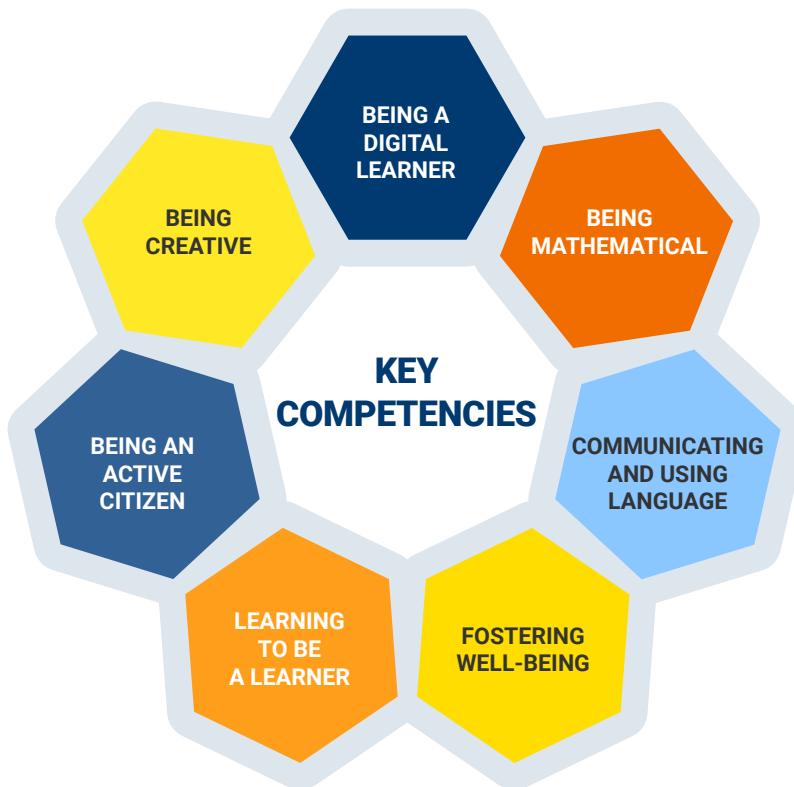 BEING A
DIGITAL
LEARNER
BEING
MATHEMATICAL
COMMUNICATING
AND USING
LANGUAGE
FOSTERING
WELL-BEING
LEARNING
TO BE
A LEARNER
BEING AN
ACTIVE
CITIZEN
BEING
CREATIVE
KEY
COMPETENCIES